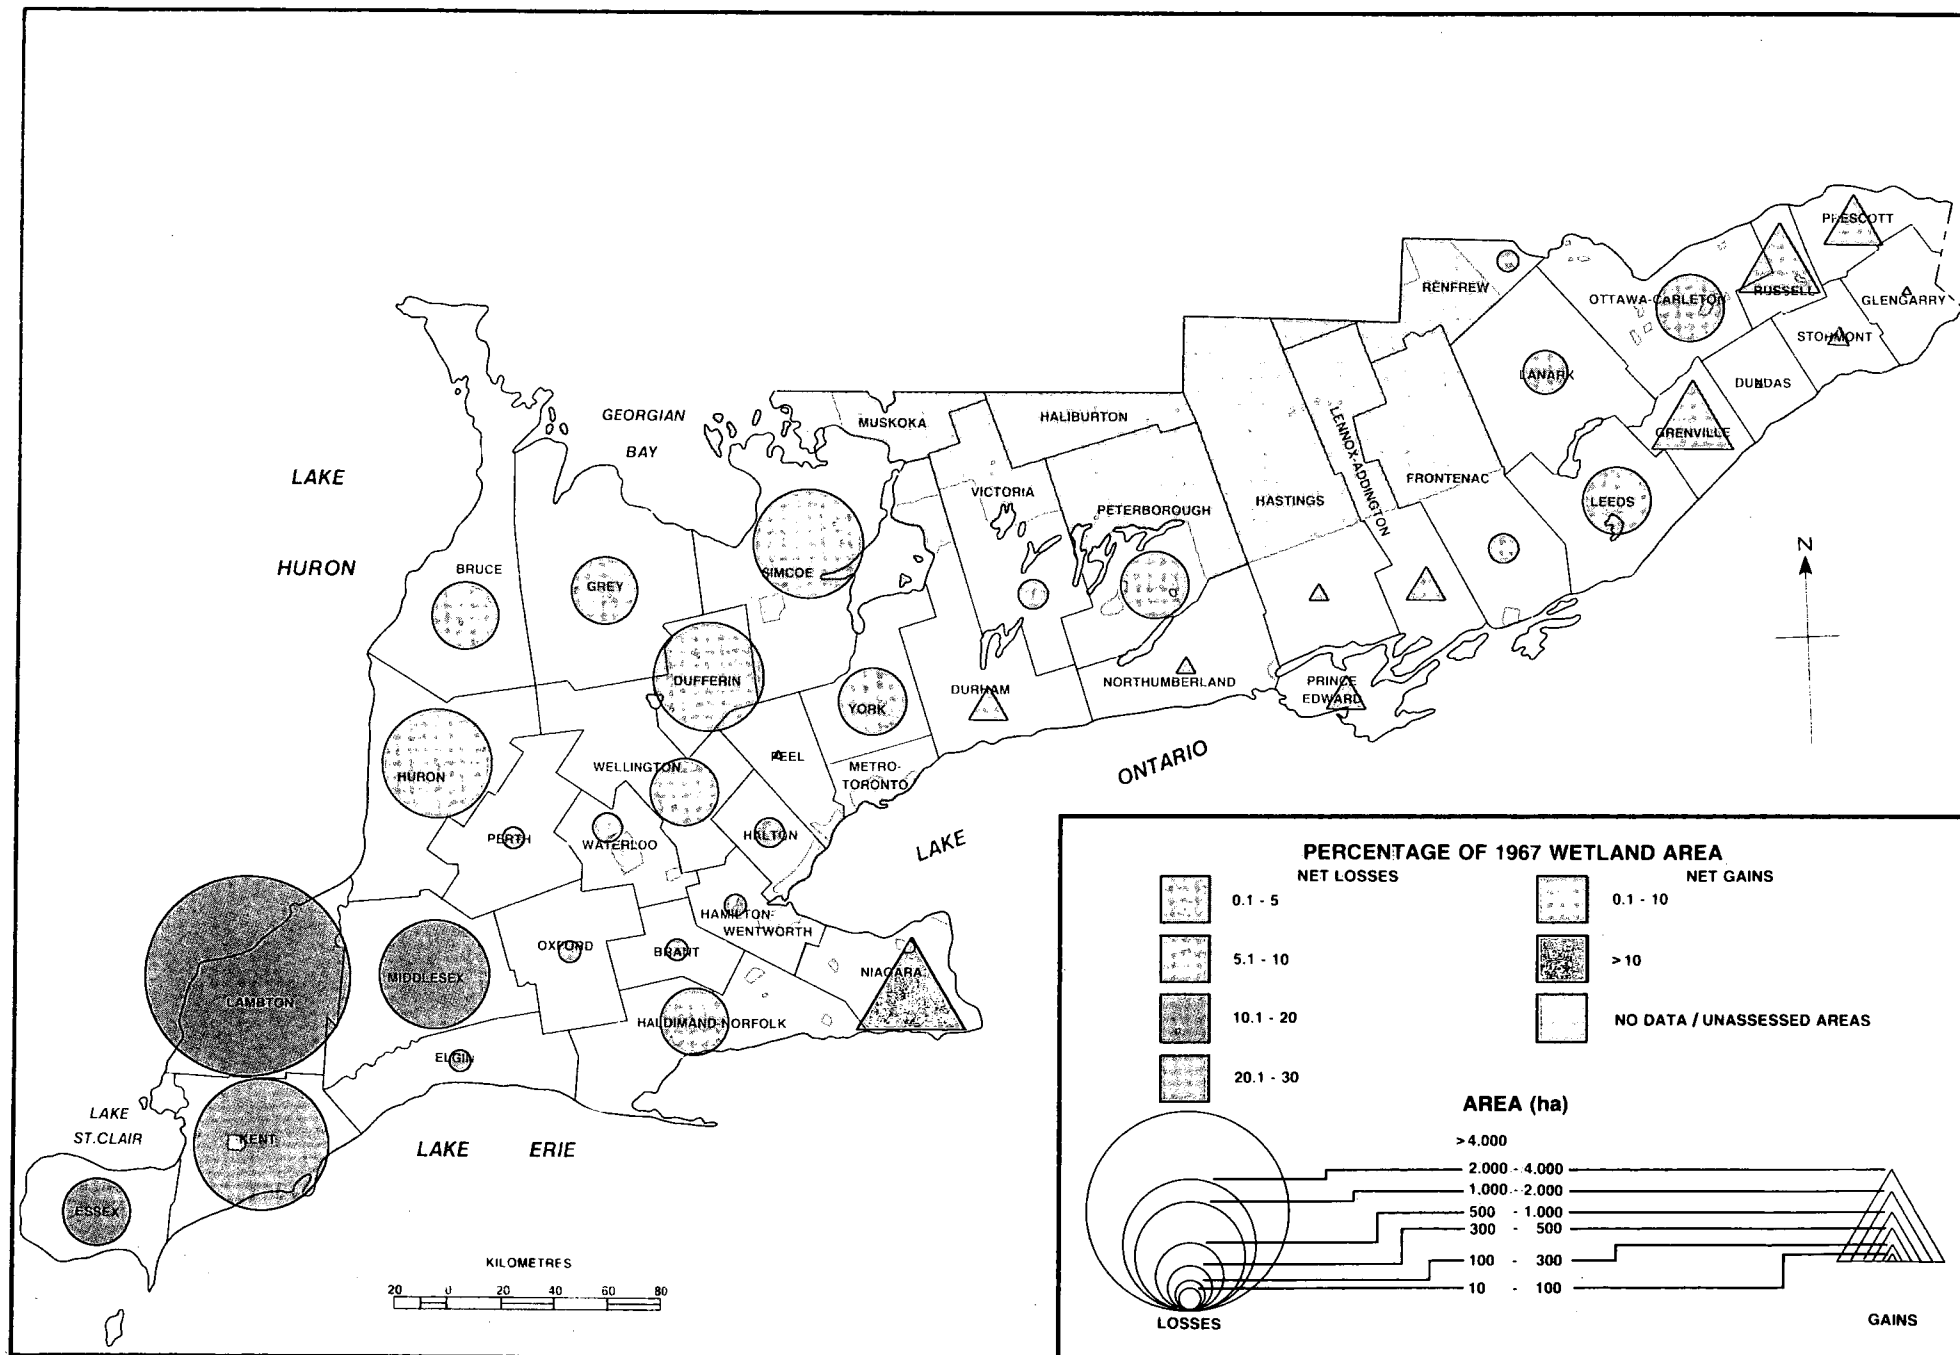 PRESCOTT
RENFREW
OTTAWA-CARLETON
RUSSELL
GLENGARRY
STOHMONT
LANARK
DUNDAS
GEORGIAN
BAY
MUSKOKA
HALIBURTON
GRENVILLE
LENNOX-ADDINGTON
LAKE
HURON
VICTORIA
PETERBOROUGH
HASTINGS
FRONTENAC
LEEDS
N
BRUCE
GREY
SIMCOE
DUFFERIN
YORK
DURHAM
NORTHUMBERLAND
PRINCE
EDWARD
HURON
WELLINGTON
PEEL
METRO-
TORONTO
LAKE
ONTARIO
PERTH
WATERLOO
HALTON
LAMBTON
MIDDLESEX
OXFORD
BRANT
HAMILTON-
WENTWORTH
NIAGARA
HALDIMAND-NORFOLK
ELGIN
LAKE
ST.CLAIR
KENT
LAKE ERIE
ESSEX
KILOMETRES
20 0 20 40 60 80
PERCENTAGE OF 1967 WETLAND AREA
NET LOSSES
NET GAINS
0.1 - 5
0.1 - 10
5.1 - 10
>10
10.1 - 20
NO DATA / UNASSESSED AREAS
20.1 - 30
AREA (ha)
>4.000
2.000 - 4.000
1.000 - 2.000
500 - 1.000
300 - 500
100 - 300
10 - 100
LOSSES
GAINS